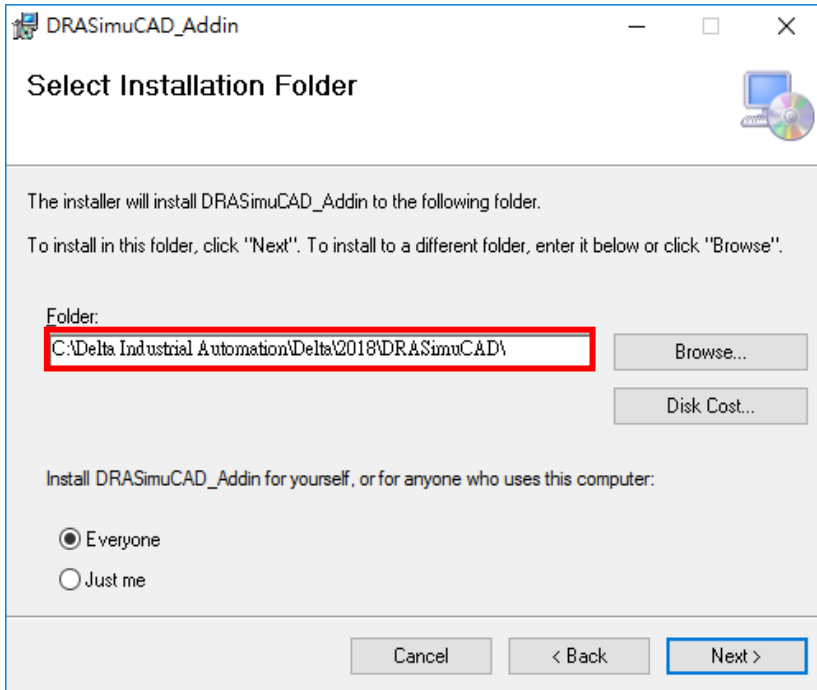 DRASimuCAD_Addin
Select Installation Folder
The installer will install DRASimuCAD_Addin to the following folder.
To install in this folder, click "Next". To install to a different folder, enter it below or click "Browse".
Folder:
C:\Delta Industrial Automation\Delta\2018\DRASimuCAD\
Browse...
Disk Cost...
Install DRASimuCAD_Addin for yourself, or for anyone who uses this computer:
Everyone
Just me
Cancel
< Back
Next >